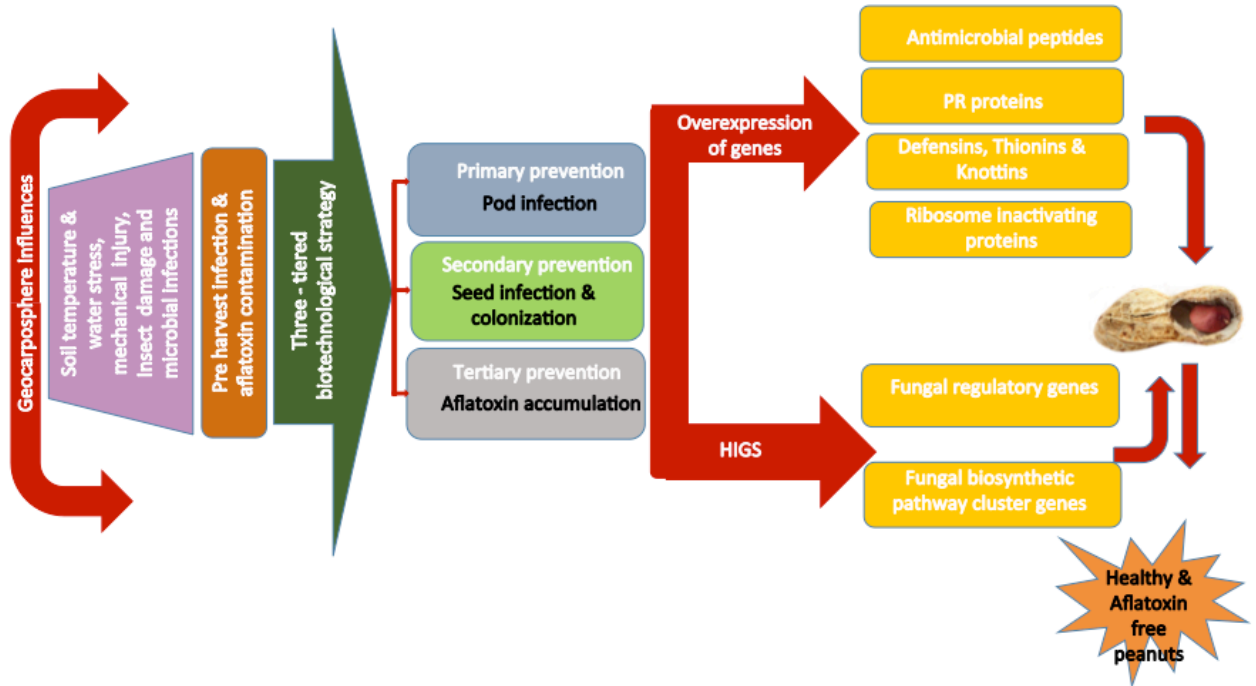 Geocarposphere Influences
Soil temperature &
water stress,
mechanical injury,
Insect damage and
microbial infections
Pre harvest infection &
aflatoxin contamination
Three - tiered
biotechnological strategy
Primary prevention
Pod infection
Secondary prevention
Seed infection &
colonization
Tertiary prevention
Aflatoxin accumulation
Overexpression
of genes
HIGS
Antimicrobial peptides
PR proteins
Defensins, Thionins &
Knottins
Ribosome inactivating
proteins
Fungal regulatory genes
Fungal biosynthetic
pathway cluster genes
Healthy &
Aflatoxin
free
peanuts